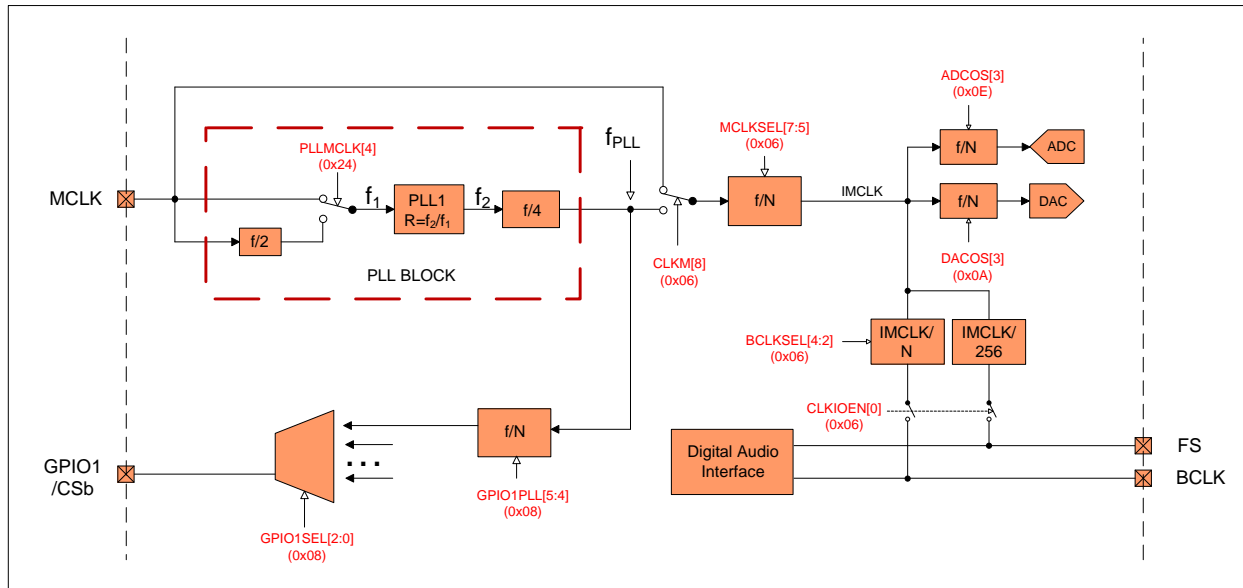 ADCOS[3]
(0x0E)
MCLKSEL[7:5]
(0x06)
f/N
ADC
fPLL
PLLMCLK[4]
(0x24)
MCLK
f1
PLL1
R=f2/f1
f2
f/4
f/N
IMCLK
f/N
DAC
f/2
PLL BLOCK
CLKM[8]
(0x06)
DACOS[3]
(0x0A)
BCLKSEL[4:2]
(0x06)
IMCLK/
N
IMCLK/
256
CLKIOEN[0]
(0x06)
f/N
Digital Audio
Interface
FS
BCLK
GPIO1
/CSb
...
GPIO1PLL[5:4]
(0x08)
GPIO1SEL[2:0]
(0x08)